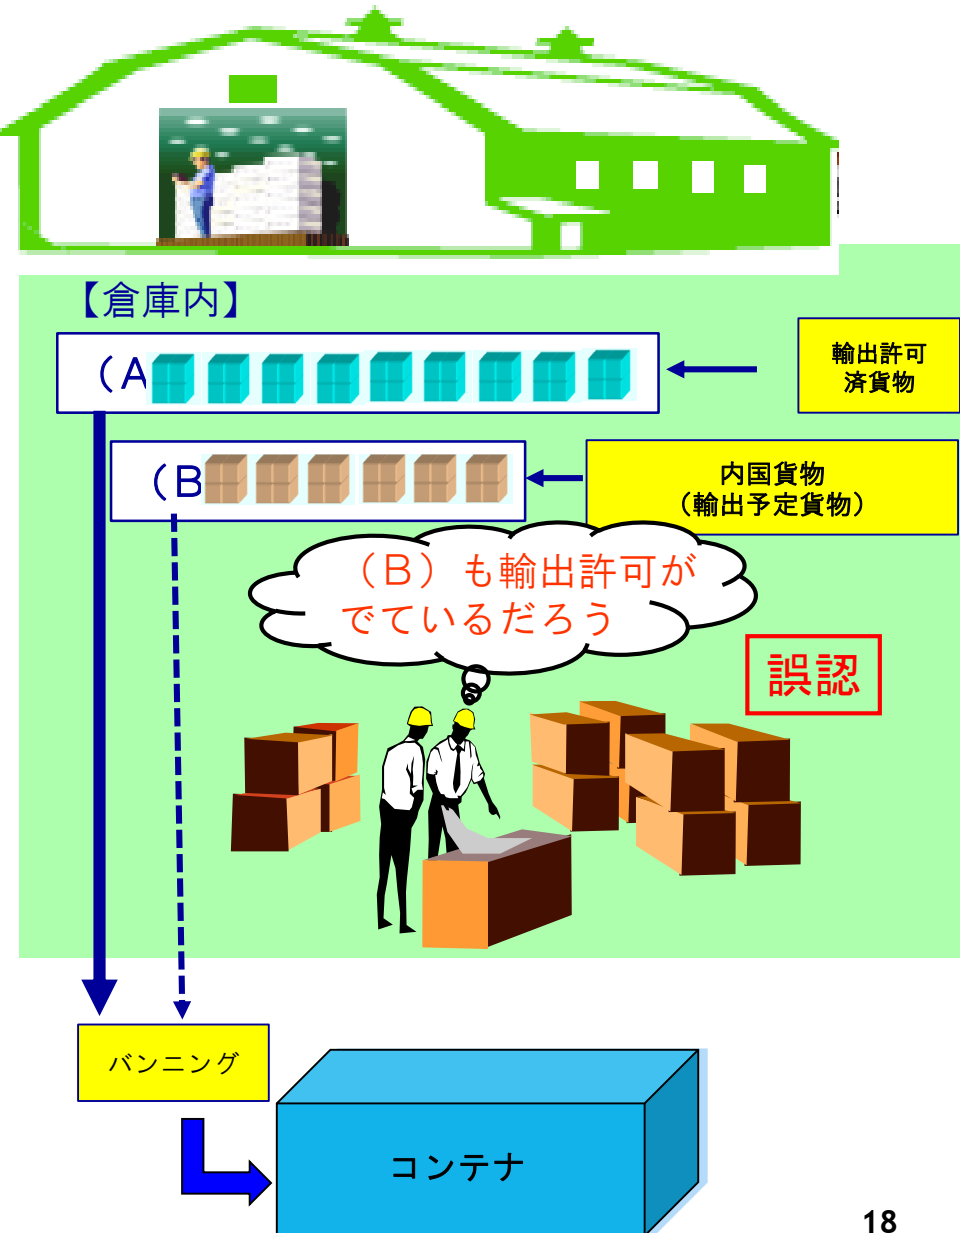 【倉庫内】
（A
輸出許可
済貨物
（B
内国貨物
（輸出予定貨物）
（B）も輸出許可が
でているだろう
誤認
バンニング
コンテナ
18